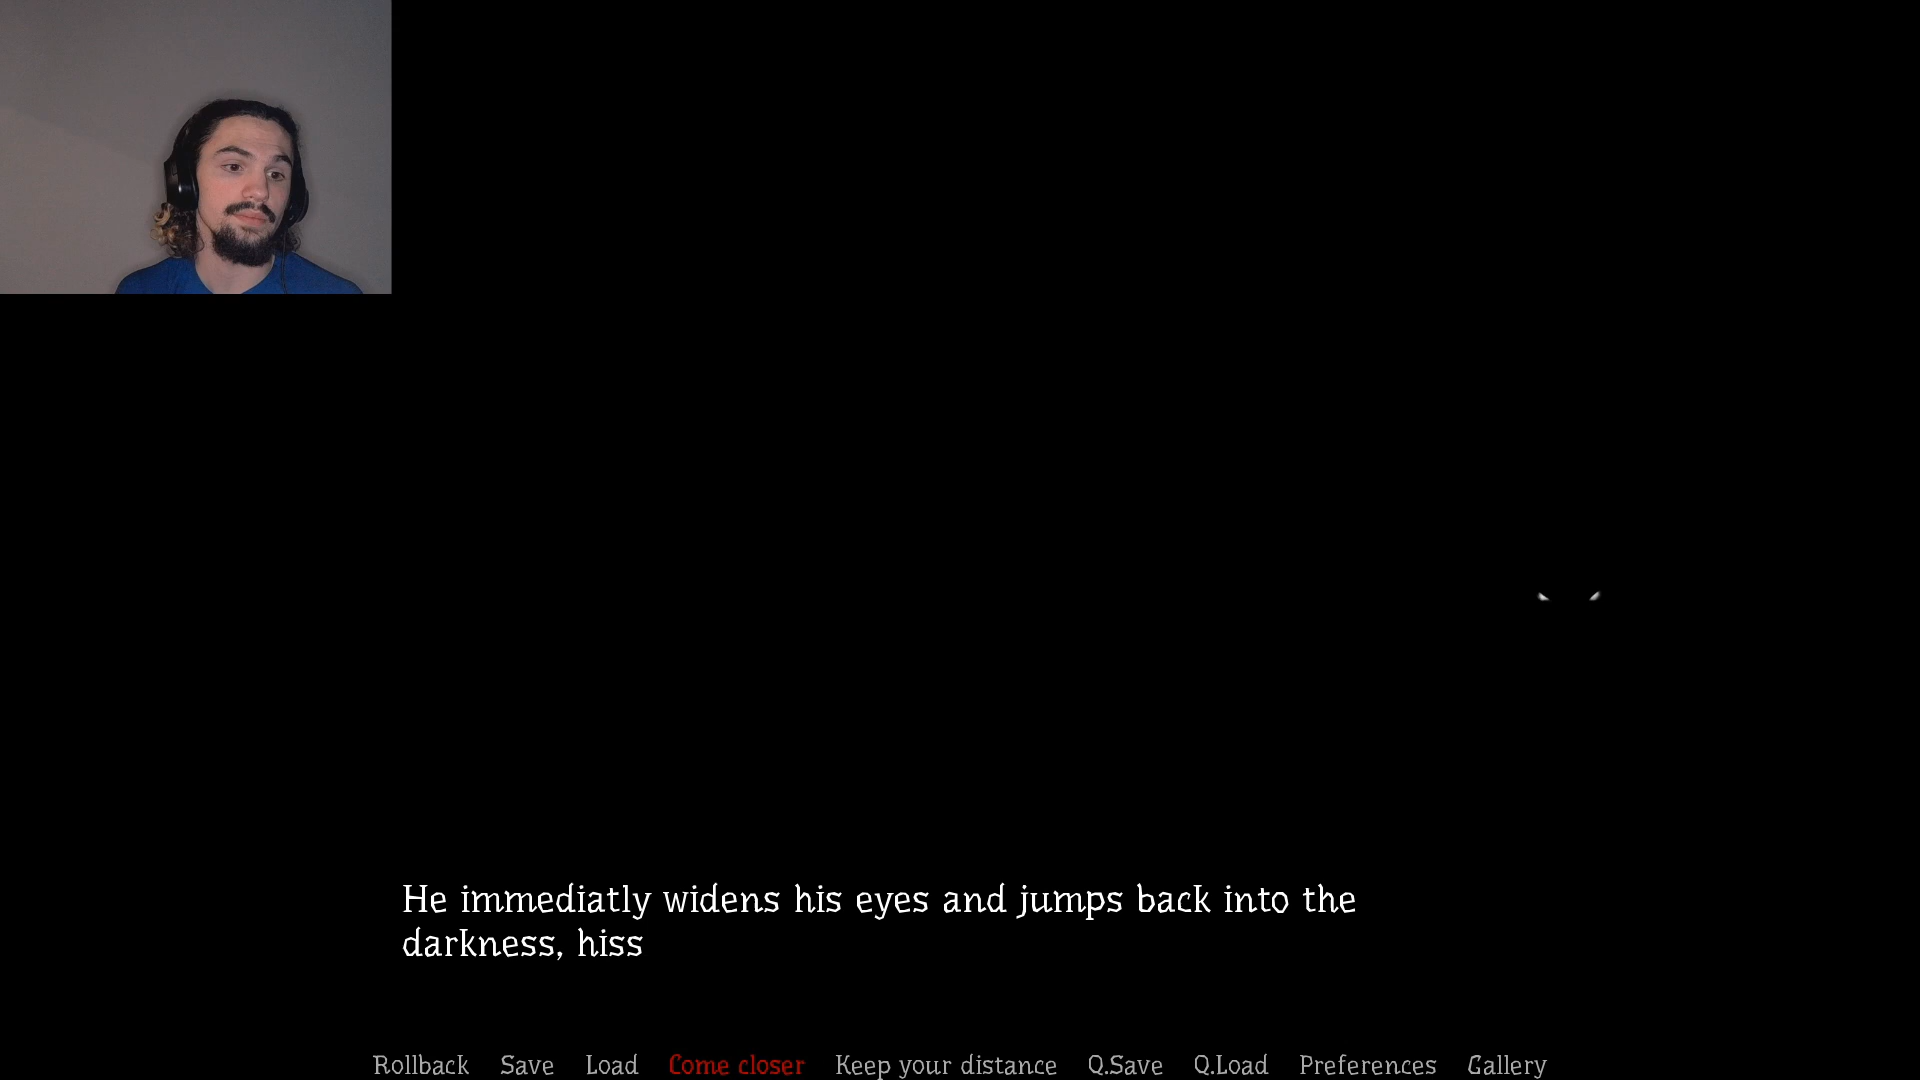 He immediatly widens his eyes and jumps back into the
darkness, hiss
Rollback Save Load Come closer Keep your distance Q.Save Q.Load Preferences Gallery